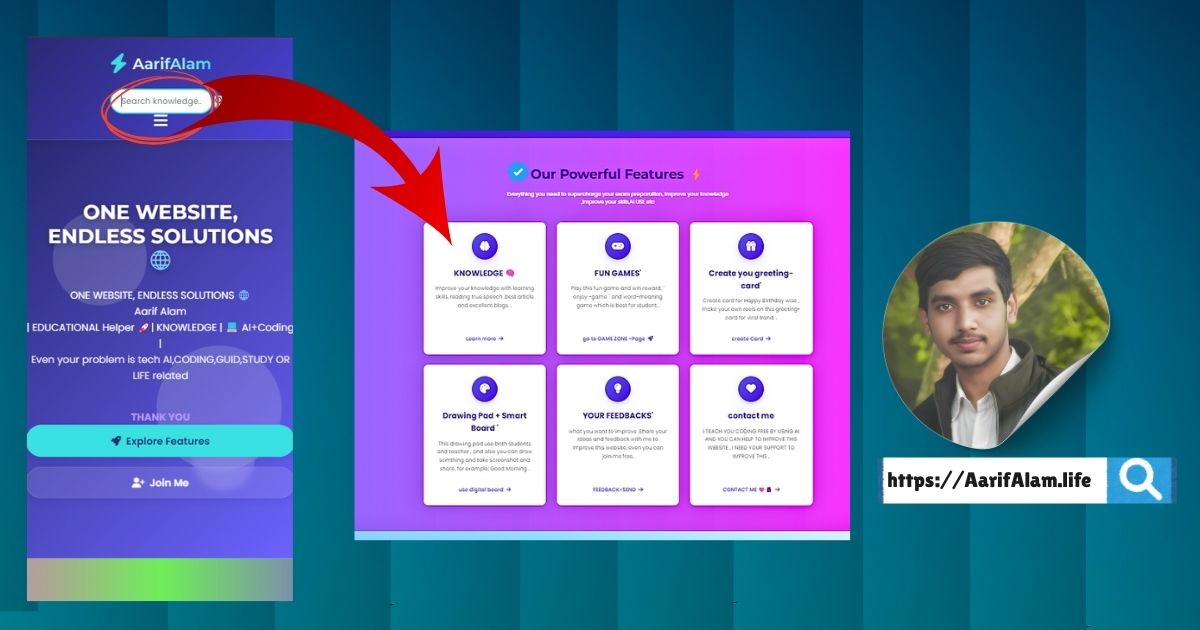 AarifAlam
Search knowledge..
ONE WEBSITE,
ENDLESS SOLUTIONS
ONE WEBSITE, ENDLESS SOLUTIONS
Aarif Alam
| EDUCATIONAL Helper 🚀 | KNOWLEDGE | 💻 AI+Coding
|
Even your problem is tech AI,CODING,GUID,STUDY OR
LIFE related
THANK YOU
Explore Features
Join Me
Our Powerful Features ⚡
Everything you need to supercharge your exam preparation, improve your knowledge
,improve your skils,AI USE etc
KNOWLEDGE 🧠
Improve your knowledge with learning
skills, reading true speech ,best article
and excellent blogs, .
Learn more →
FUN GAMES'
Play this fun game and win reward, '
enjoy -game ' and word-meaning
game which is best for student...
go to GAME ZONE -Page
Create you greeting-
card'
Create card for Happy Birthday wise, ,
make your own reels on this greeting-
card for viral trend, .
create Card →
Drawing Pad + Smart
Board '
This drawing pad use both students
and teacher , and also you can draw
somthing and take screenshot and
share, for example: Good Morning...
use digital board →
YOUR FEEDBACKS'
what you want to improve ,Share your
ideas and feedback with me to
improve this website, even you can
join me free,
FEEDBACK-SEND →
contact me
I TEACH YOU CODING FREE BY USING AI
AND YOU CAN HELP TO IMPROVE THIS
WEBSITE , I NEED YOUR SUPPORT TO
IMPROVE THIS .
CONTACT ME →
https://AarifAlam.life